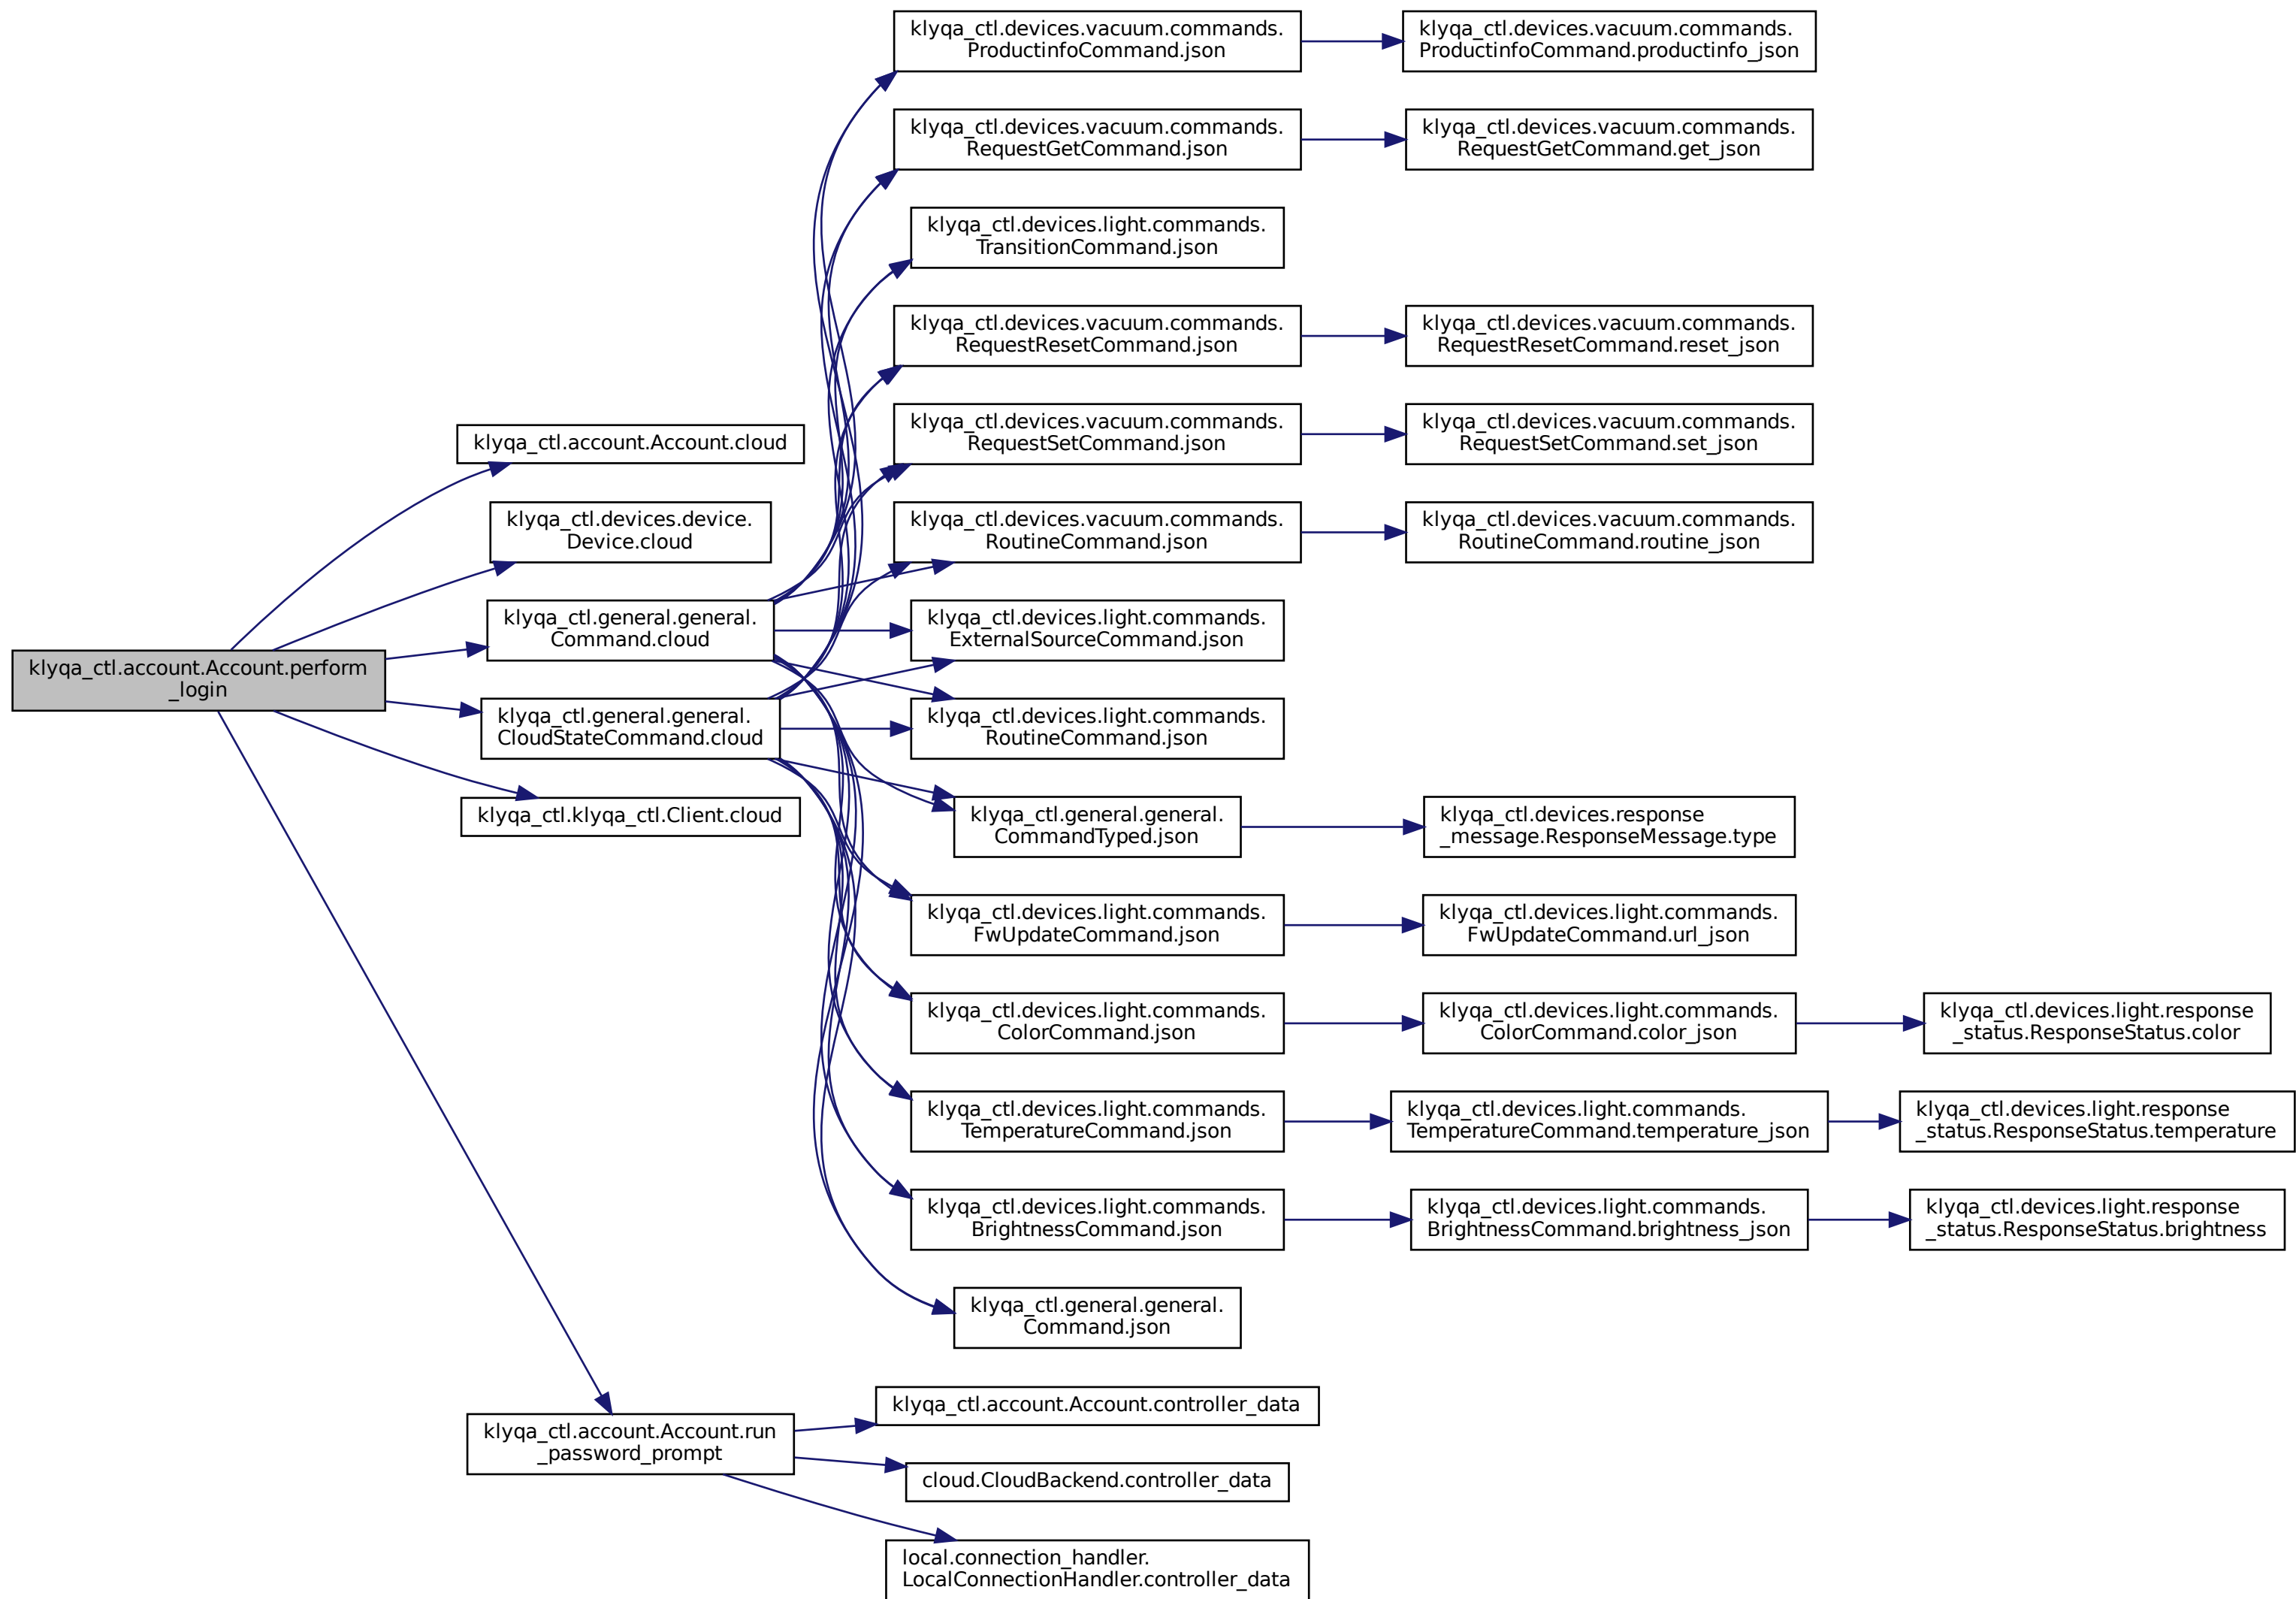 klyqa_ctl.account.Account.perform
_login
klyqa_ctl.account.Account.cloud
klyqa_ctl.devices.device.
Device.cloud
klyqa_ctl.general.general.
Command.cloud
klyqa_ctl.general.general.
CloudStateCommand.cloud
klyqa_ctl.klyqa_ctl.Client.cloud
klyqa_ctl.account.Account.run
_password_prompt
klyqa_ctl.devices.vacuum.commands.
ProductinfoCommand.json
klyqa_ctl.devices.vacuum.commands.
RequestGetCommand.json
klyqa_ctl.devices.light.commands.
TransitionCommand.json
klyqa_ctl.devices.vacuum.commands.
RequestResetCommand.json
klyqa_ctl.devices.vacuum.commands.
RequestSetCommand.json
klyqa_ctl.devices.vacuum.commands.
RoutineCommand.json
klyqa_ctl.devices.light.commands.
ExternalSourceCommand.json
klyqa_ctl.devices.light.commands.
RoutineCommand.json
klyqa_ctl.general.general.
CommandTyped.json
klyqa_ctl.devices.light.commands.
FwUpdateCommand.json
klyqa_ctl.devices.light.commands.
ColorCommand.json
klyqa_ctl.devices.light.commands.
TemperatureCommand.json
klyqa_ctl.devices.light.commands.
BrightnessCommand.json
klyqa_ctl.general.general.
Command.json
klyqa_ctl.account.Account.controller_data
cloud.CloudBackend.controller_data
local.connection_handler.
LocalConnectionHandler.controller_data
klyqa_ctl.devices.vacuum.commands.
ProductinfoCommand.productinfo_json
klyqa_ctl.devices.vacuum.commands.
RequestGetCommand.get_json
klyqa_ctl.devices.vacuum.commands.
RequestResetCommand.reset_json
klyqa_ctl.devices.vacuum.commands.
RequestSetCommand.set_json
klyqa_ctl.devices.vacuum.commands.
RoutineCommand.routine_json
klyqa_ctl.devices.response
_message.ResponseMessage.type
klyqa_ctl.devices.light.commands.
FwUpdateCommand.url_json
klyqa_ctl.devices.light.commands.
ColorCommand.color_json
klyqa_ctl.devices.light.commands.
TemperatureCommand.temperature_json
klyqa_ctl.devices.light.commands.
BrightnessCommand.brightness_json
klyqa_ctl.devices.light.response
_status.ResponseStatus.color
klyqa_ctl.devices.light.response
_status.ResponseStatus.temperature
klyqa_ctl.devices.light.response
_status.ResponseStatus.brightness